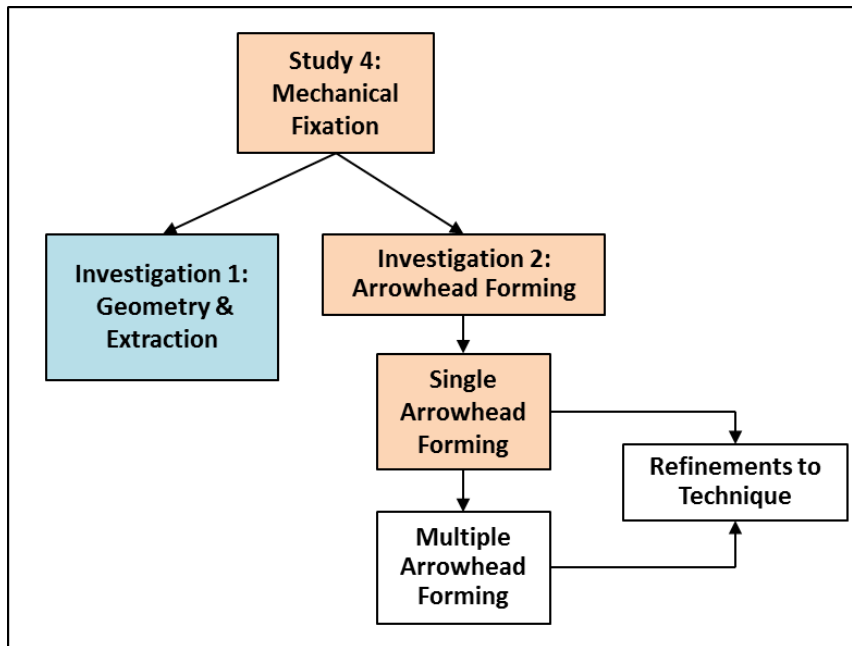 Study 4:
Mechanical
Fixation
Investigation 1:
Geometry &
Extraction
Investigation 2:
Arrowhead Forming
Single
Arrowhead
Forming
Refinements to
Technique
Multiple
Arrowhead
Forming